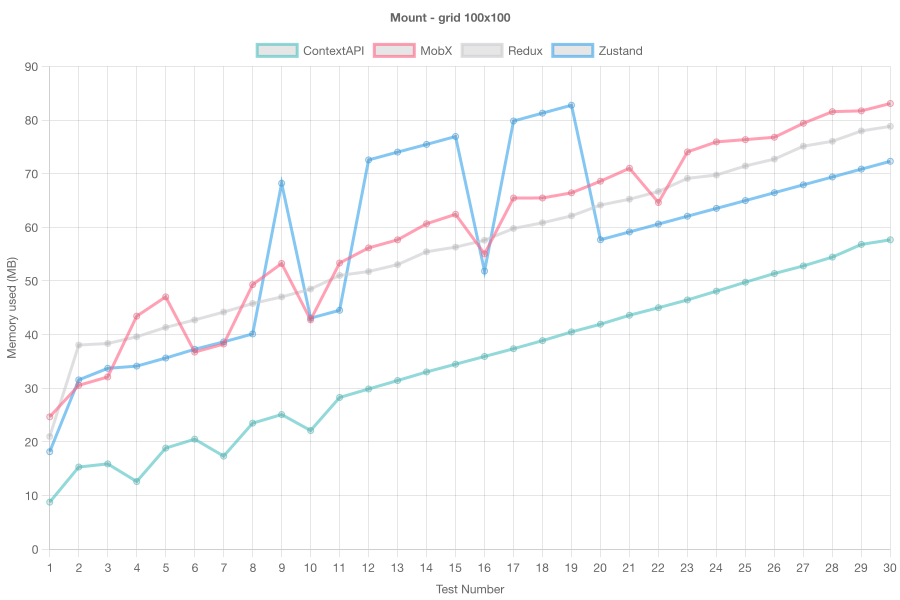 Mount - grid 100x100
ContextAPI MobX Redux Zustand
90
80
70
60
50
40
30
20
10
0
Memory used (MB)
1 2 3 4 5 6 7 8 9 10 11 12 13 14 15 16 17 18 19 20 21 22 23 24 25 26 27 28 29 30
Test Number